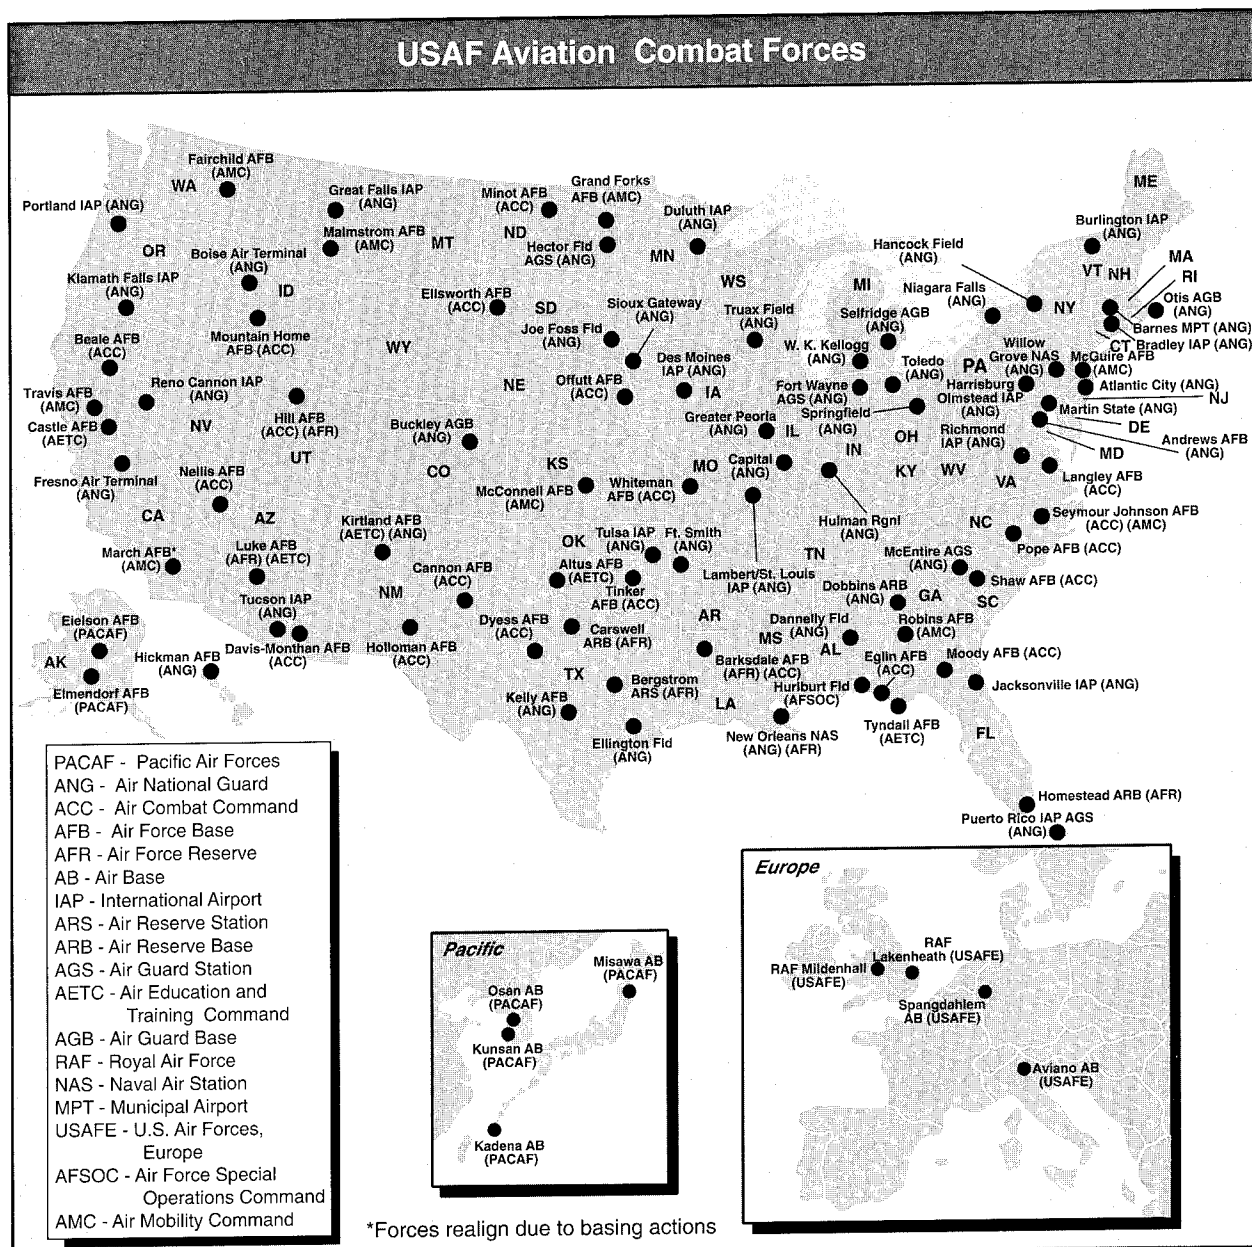 USAF Aviation Combat Forces
Fairchild AFB
(AMC)
WA
Portland IAP (ANG)
OR
Great Falls IAP
(ANG)
Malmstrom AFB
(AMC)
MT
Minot AFB
(ACC)
ND
Grand Forks
AFB (AMC)
Hector Fld
AGS (ANG)
Duluth IAP
(ANG)
MN
ME
Burlington IAP
(ANG)
VT
NH
MA
RI
Hancock Field
(ANG)
Niagara Falls
(ANG)
NY
Otis AGB
(ANG)
Barnes MPT (ANG)
CT
Bradley IAP (ANG)
Boise Air Terminal
(ANG)
ID
Klamath Falls IAP
(ANG)
Mountain Home
AFB (ACC)
Ellsworth AFB
(ACC)
SD
Joe Foss Fld
(ANG)
Sioux Gateway
(ANG)
WS
Truax Field
(ANG)
MI
Selfridge AGB
(ANG)
W. K. Kellogg
(ANG)
Toledo
(ANG)
PA
Willow
Grove NAS
(ANG)
McGuire AFB
(AMC)
Atlantic City (ANG)
NJ
Harrisburg
Olmstead IAP
(ANG)
Martin State (ANG)
DE
Andrews AFB
(ANG)
MD
Beale AFB
(ACC)
WY
Travis AFB
(AMC)
Castle AFB
(AETC)
Reno Cannon IAP
(ANG)
NV
Hill AFB
(ACC) (AFR)
UT
NE
Offutt AFB
(ACC)
Des Moines
IAP (ANG)
IA
Fort Wayne
AGS (ANG)
Springfield
(ANG)
Greater Peoria
(ANG)
IL
IN
OH
Richmond
IAP (ANG)
Buckley AGB
(ANG)
CO
KS
MO
Capital
(ANG)
KY
WV
VA
Langley AFB
(ACC)
Fresno Air Terminal
(ANG)
CA
Nellis AFB
(ACC)
AZ
McConnell AFB
(AMC)
Whiteman
AFB (ACC)
Hulman Rgnl
(ANG)
NC
Seymour Johnson AFB
(ACC) (AMC)
Pope AFB (ACC)
March AFB*
(AMC)
Luke AFB
(AFR) (AETC)
Kirtland AFB
(AETC) (ANG)
NM
Cannon AFB
(ACC)
OK
Tulsa IAP
(ANG)
Ft. Smith
(ANG)
Altus AFB
(AETC)
Tinker
AFB (ACC)
Lambert/St. Louis
IAP (ANG)
TN
McEntire AGS
(ANG)
Shaw AFB (ACC)
SC
Dobbins ARB
(ANG)
GA
Tucson IAP
(ANG)
Davis-Monthan AFB
(ACC)
Holloman AFB
(ACC)
Dyess AFB
(ACC)
Carswell
ARB (AFR)
AR
MS
Dannelly Fld
(ANG)
AL
Robins AFB
(AMC)
Eielson AFB
(PACAF)
AK
Elmendorf AFB
(PACAF)
Hickman AFB
(ANG)
TX
Bergstrom
ARS (AFR)
Barksdale AFB
(AFR) (ACC)
Eglin AFB
(ACC)
Moody AFB (ACC)
Kelly AFB
(ANG)
LA
Hurlburt Fld
(AFSOC)
Jacksonville IAP (ANG)
Ellington Fld
(ANG)
New Orleans NAS
(ANG) (AFR)
Tyndall AFB
(AETC)
FL
Homestead ARB (AFR)
Puerto Rico IAP AGS
(ANG)
PACAF - Pacific Air Forces
ANG - Air National Guard
ACC - Air Combat Command
AFB - Air Force Base
AFR - Air Force Reserve
AB - Air Base
IAP - International Airport
ARS - Air Reserve Station
ARB - Air Reserve Base
AGS - Air Guard Station
AETC - Air Education and
Training Command
AGB - Air Guard Base
RAF - Royal Air Force
NAS - Naval Air Station
MPT - Municipal Airport
USAFE - U.S. Air Forces,
Europe
AFSOC - Air Force Special
Operations Command
AMC - Air Mobility Command
Pacific
Misawa AB
(PACAF)
Osan AB
(PACAF)
Kunsan AB
(PACAF)
Kadena AB
(PACAF)
Europe
RAF
Lakenheath (USAFE)
RAF Mildenhall
(USAFE)
Spangdahlem
AB (USAFE)
Aviano AB
(USAFE)
*Forces realign due to basing actions